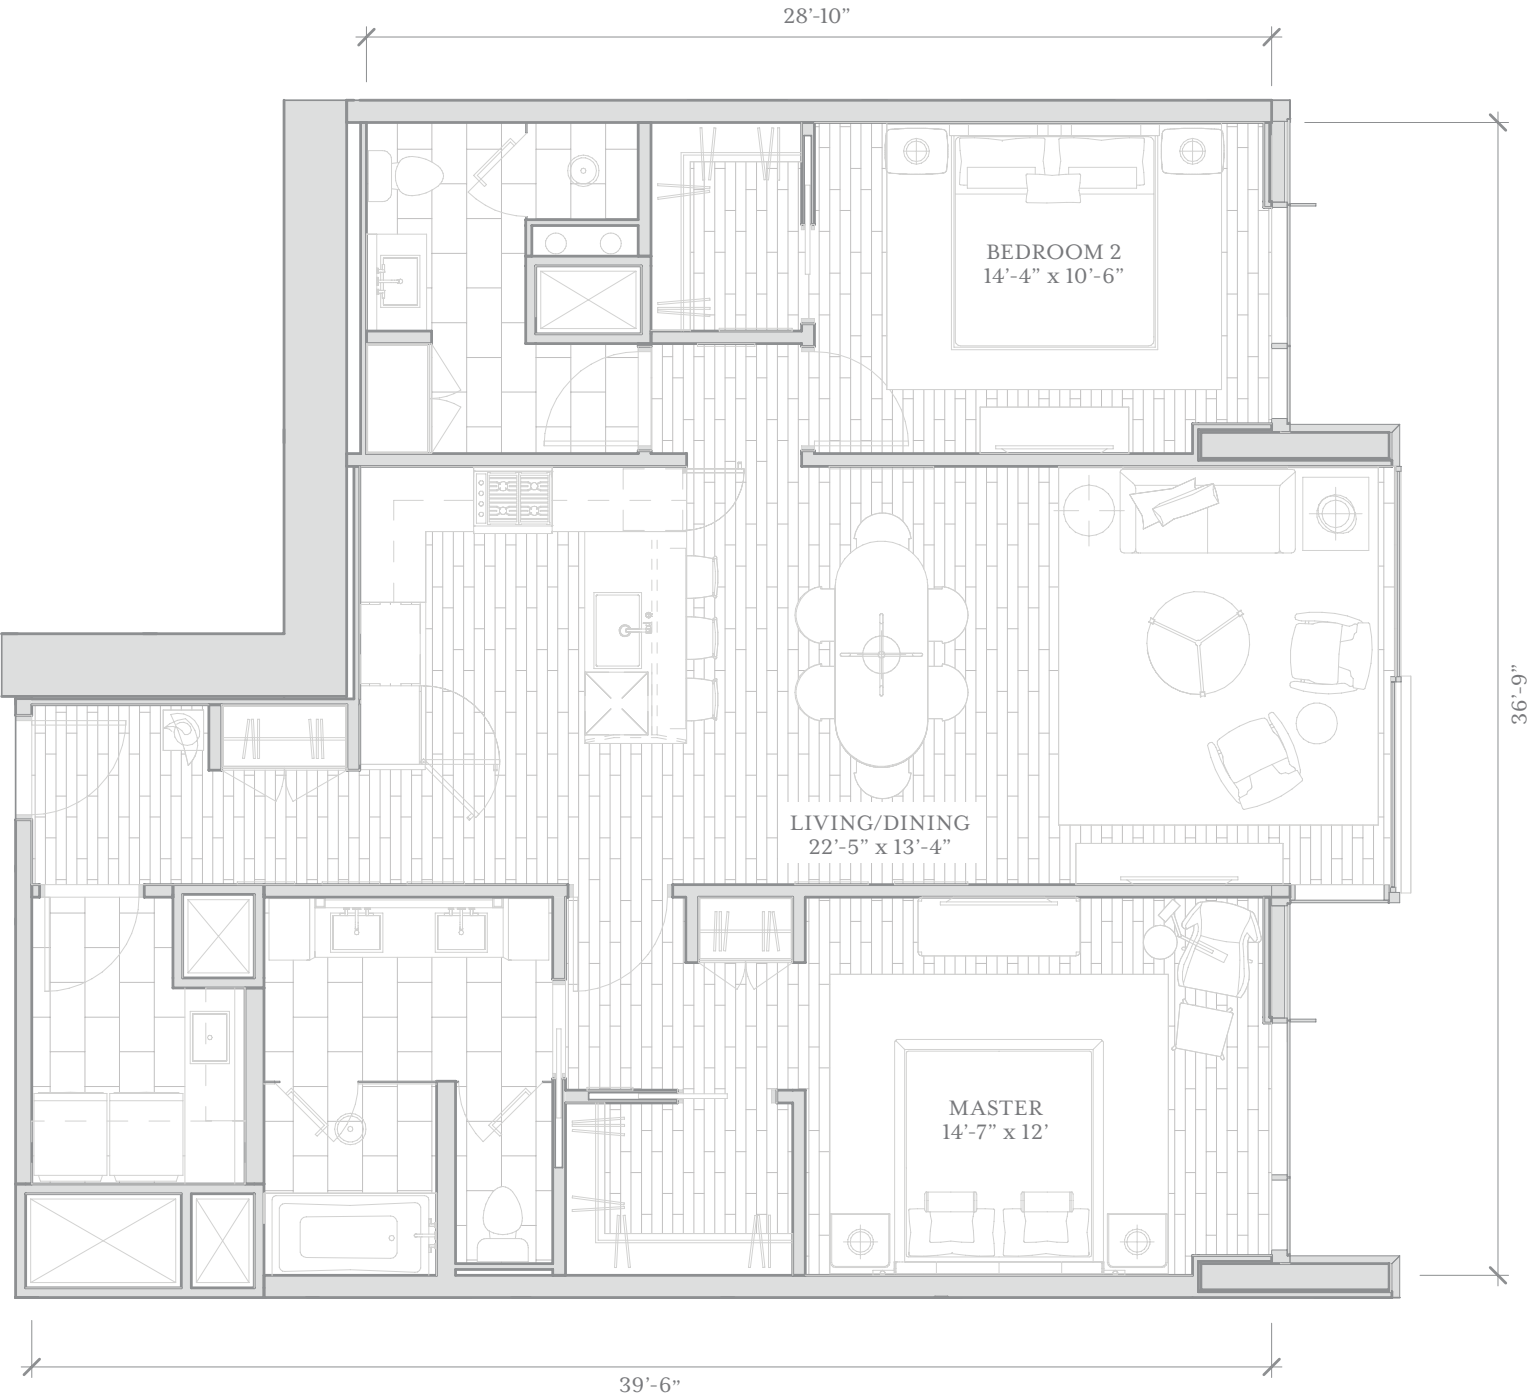 28’-10”
BEDROOM 2
14’-4” x 10’-6”
36’-9”
LIVING/DINING
22’-5” x 13’-4”
MASTER
14’-7” x 12’
39’-6”